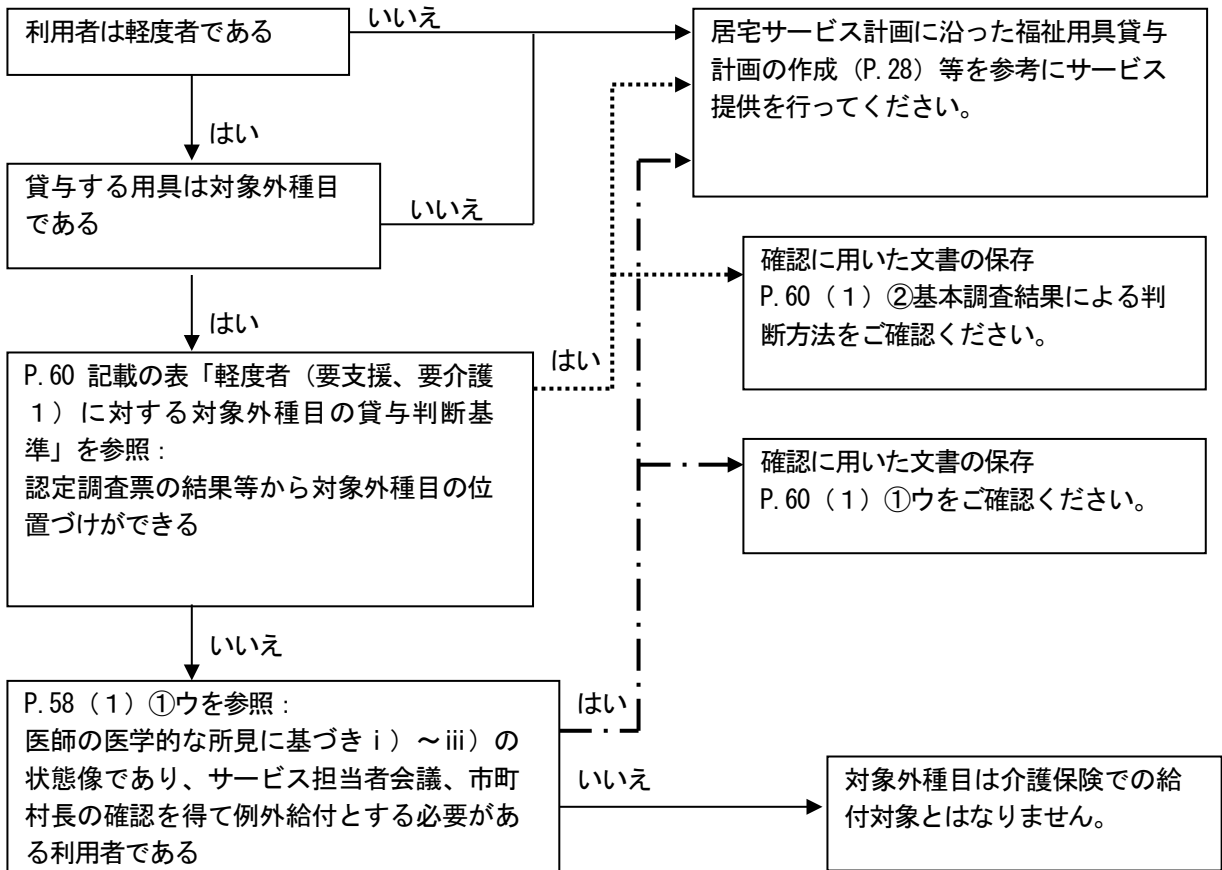 利用者は軽度者である
いいえ
居宅サービス計画に沿った福祉用具貸与
計画の作成（P.28）等を参考にサービス
提供を行ってください。
はい
貸与する用具は対象外種目
である
いいえ
確認に用いた文書の保存
P.60（１）②基本調査結果による判
断方法をご確認ください。
はい
P.60 記載の表「軽度者（要支援、要介護
１）に対する対象外種目の貸与判断基
準」を参照：
認定調査票の結果等から対象外種目の位
置づけができる
はい
確認に用いた文書の保存
P.60（１）①ウをご確認ください。
いいえ
P.58（１）①ウを参照：
医師の医学的な所見に基づきⅰ）～ⅲ）の
状態像であり、サービス担当者会議、市町
村長の確認を得て例外給付とする必要があ
る利用者である
はい
いいえ
対象外種目は介護保険での給
付対象とはなりません。